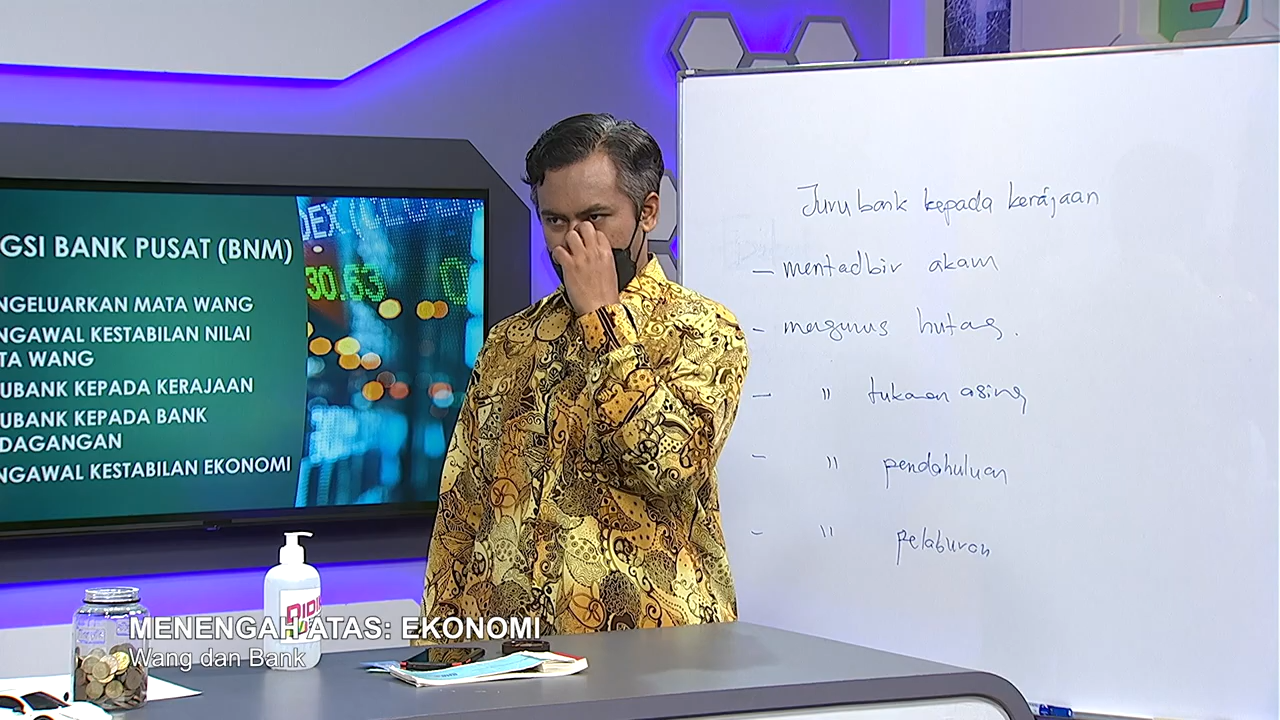 GSI BANK PUSAT (BNM)
NGELUARKAN MATA WANG
NGAWAL KESTABILAN NILAI
TA WANG
UBANK KEPADA KERAJAAN
UBANK KEPADA BANK
DAGANGAN
NGAWAL KESTABILAN EKONOMI
30.63
Juru bank kepada kerajaan
- mentadbir akaun
- mengurus hutang.
- " tukaran asing
- " pendahuluan
- " pelaburan
MENENGAH ATAS: EKONOMI
Wang dan Bank